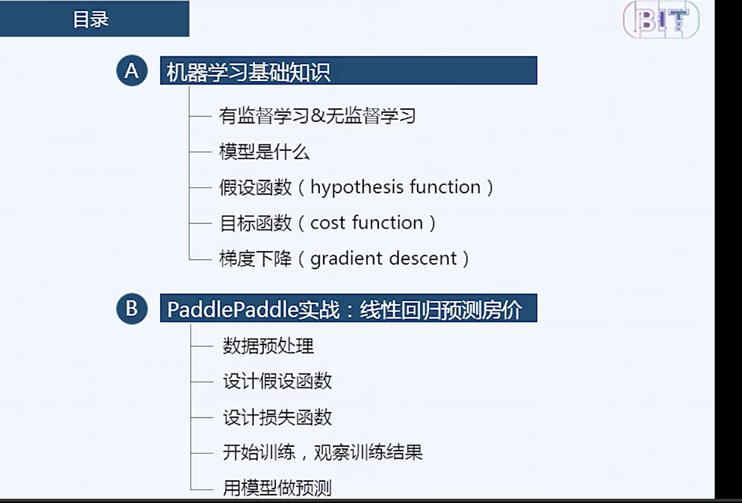 目录
BIT
A 机器学习基础知识
有监督学习&无监督学习
模型是什么
假设函数（hypothesis function）
目标函数（cost function）
梯度下降（gradient descent）
B PaddlePaddle实战：线性回归预测房价
数据预处理
设计假设函数
设计损失函数
开始训练，观察训练结果
用模型做预测